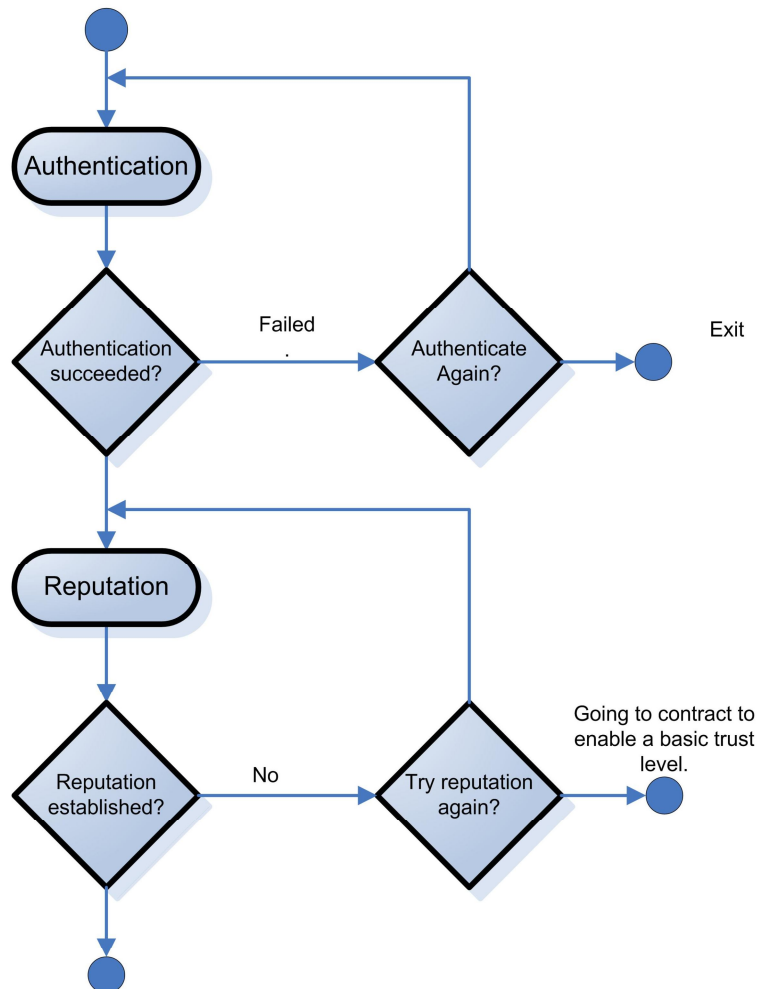 Authentication
Authentication
succeeded?
Failed
.
Authenticate
Again?
Exit
Reputation
Reputation
established?
No
Try reputation
again?
Going to contract to
enable a basic trust
level.